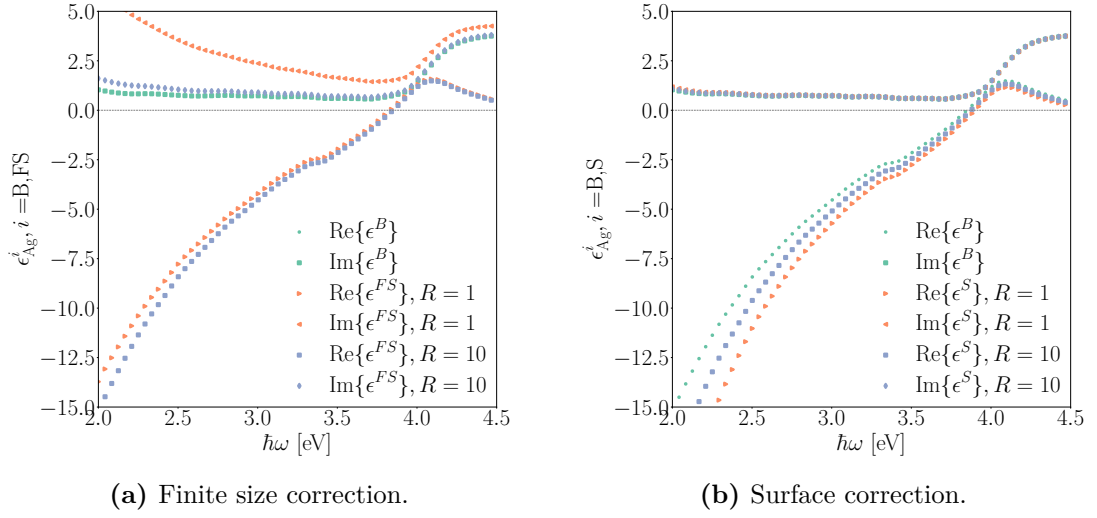 5.0
2.5
0.0
−2.5
−5.0
−7.5
−10.0
−12.5
−15.0
2.0 2.5 3.0 3.5 4.0 4.5
ħω [eV]
ϵ^i_Ag, i =B,FS
Re{ϵ^B}
Im{ϵ^B}
Re{ϵ^FS}, R = 1
Im{ϵ^FS}, R = 1
Re{ϵ^FS}, R = 10
Im{ϵ^FS}, R = 10
(a) Finite size correction.
5.0
2.5
0.0
−2.5
−5.0
−7.5
−10.0
−12.5
−15.0
2.0 2.5 3.0 3.5 4.0 4.5
ħω [eV]
ϵ^i_Ag, i =B,S
Re{ϵ^B}
Im{ϵ^B}
Re{ϵ^S}, R = 1
Im{ϵ^S}, R = 1
Re{ϵ^S}, R = 10
Im{ϵ^S}, R = 10
(b) Surface correction.